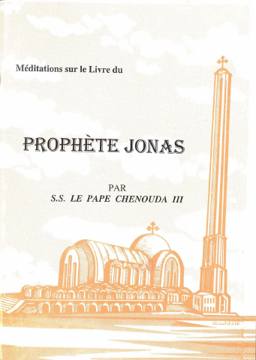 Méditations sur le Livre du
PROPHÈTE JONAS
PAR
S.S. LE PAPE CHENOUDA III